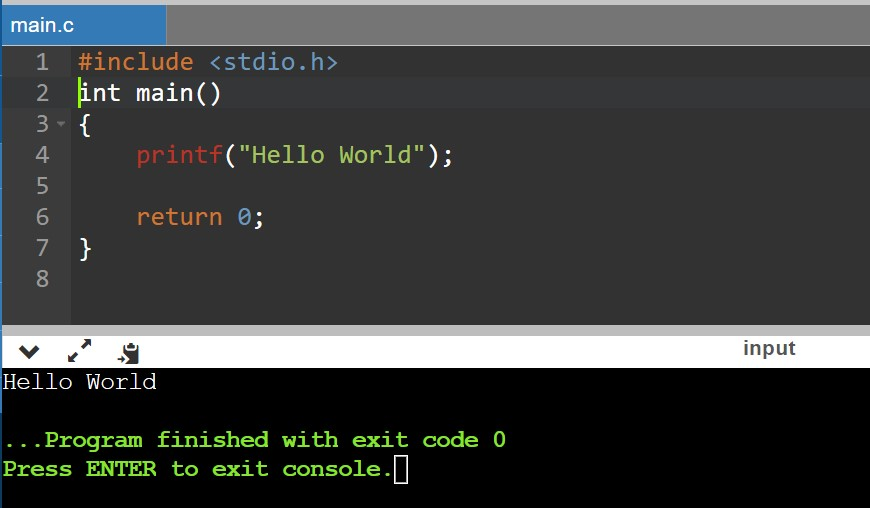 main.c
1 #include <stdio.h>
2 int main()
3 {
4     printf("Hello World");
5
6     return 0;
7 }
8
input
Hello World
...Program finished with exit code 0
Press ENTER to exit console.